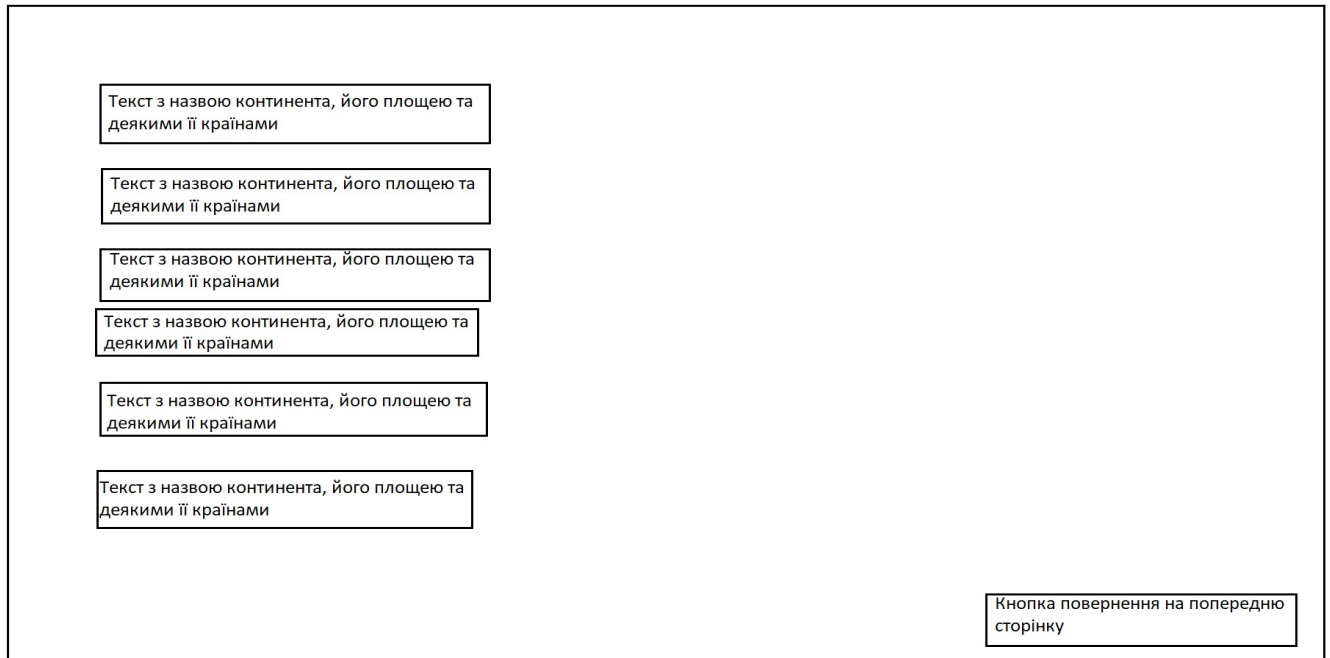 Текст з назвою континента, його площею та
деякими її країнами
Текст з назвою континента, його площею та
деякими її країнами
Текст з назвою континента, його площею та
деякими її країнами
Текст з назвою континента, його площею та
деякими її країнами
Текст з назвою континента, його площею та
деякими її країнами
Текст з назвою континента, його площею та
деякими її країнами
Кнопка повернення на попередню
сторінку